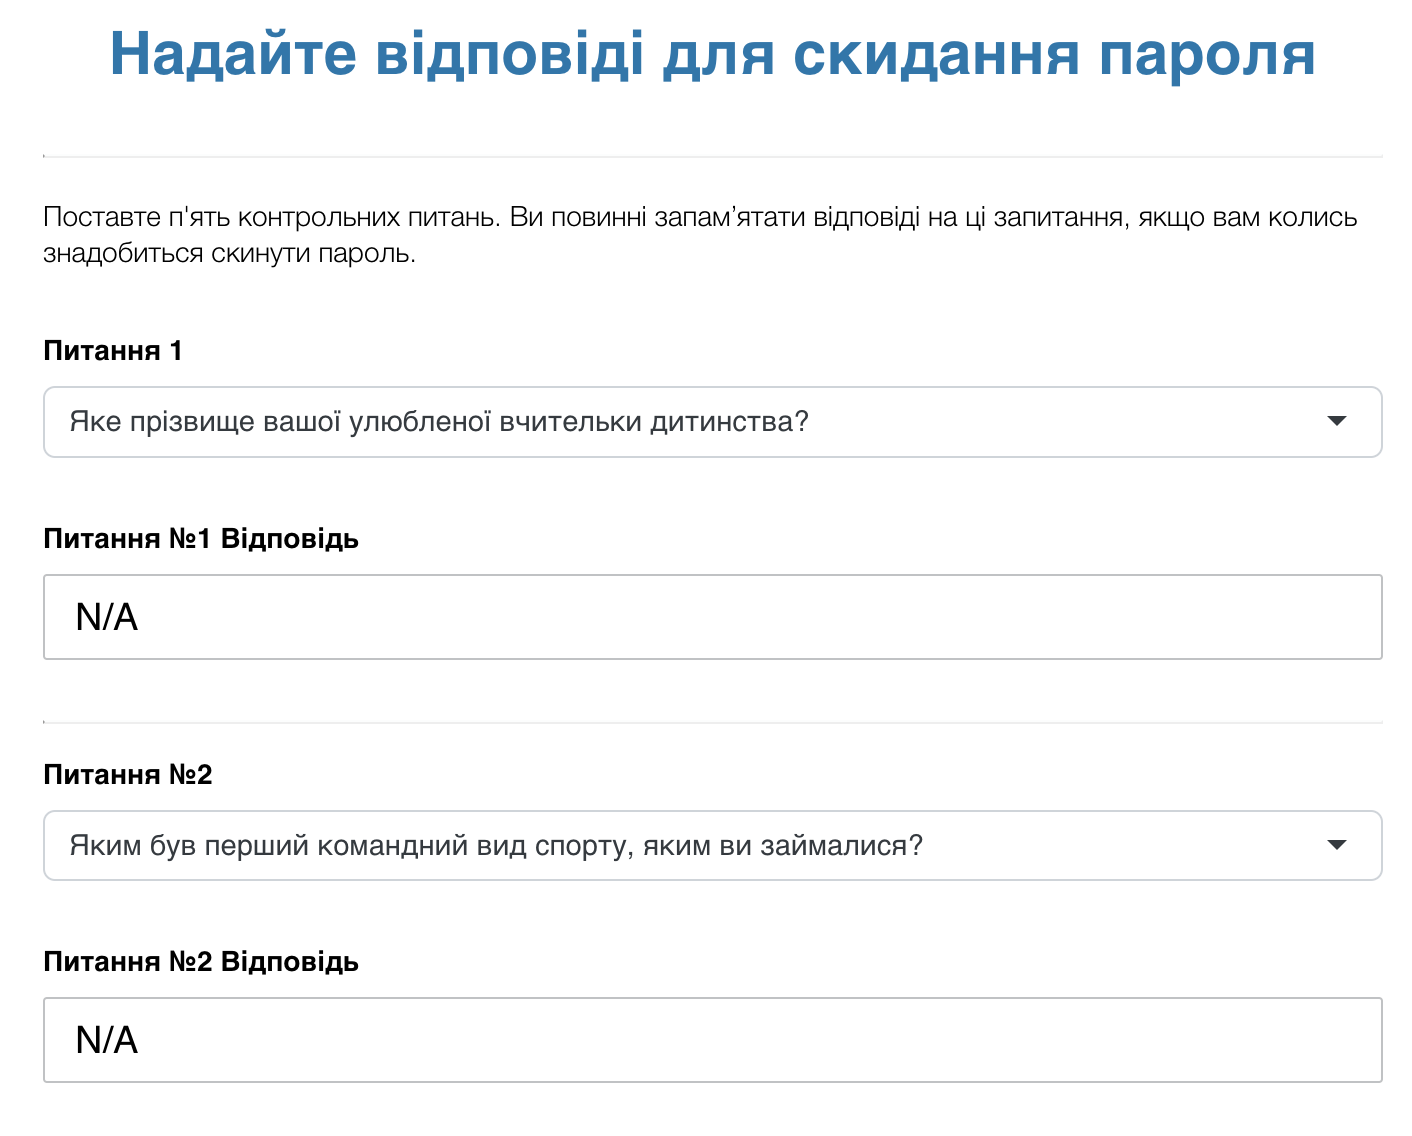 Надайте відповіді для скидання пароля
Поставте п'ять контрольних питань. Ви повинні запам’ятати відповіді на ці запитання, якщо вам колись
знадобиться скинути пароль.
Питання 1
Яке прізвище вашої улюбленої вчительки дитинства?
Питання №1 Відповідь
N/A
Питання №2
Яким був перший командний вид спорту, яким ви займалися?
Питання №2 Відповідь
N/A